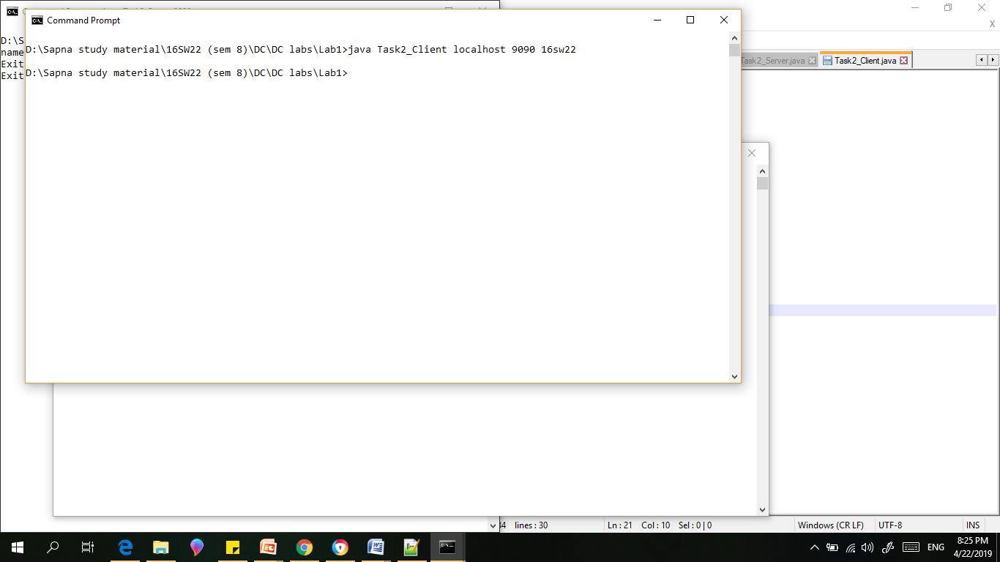 Command Prompt
D:\Sapna study material\16SW22 (sem 8)\DC\DC labs\Lab1>java Task2_Client localhost 9090 16sw22
D:\Sapna study material\16SW22 (sem 8)\DC\DC labs\Lab1>
D:\S
name
Exit
Exit
X
Task2_Server.java
Task2_Client.java
lines : 30
Ln : 21 Col : 10 Sel : 0 | 0
Windows (CR LF)
UTF-8
INS
ENG
8:25 PM
4/22/2019